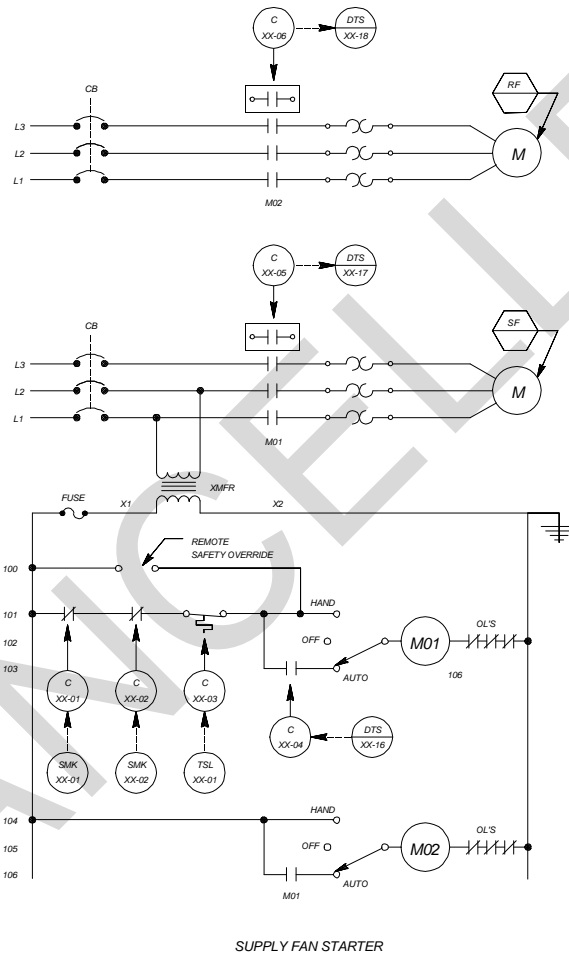 C
XX-06
DTS
XX-18
CB
RF
L3
L2
L1
M
M02
C
XX-05
DTS
XX-17
CB
SF
L3
L2
L1
M
M01
XMFR
FUSE
X1
X2
REMOTE
SAFETY OVERRIDE
100
101
HAND
OL'S
102
OFF
M01
103
AUTO
106
C
XX-01
C
XX-02
C
XX-03
C
XX-04
DTS
XX-16
SMK
XX-01
SMK
XX-02
TSL
XX-01
104
HAND
OL'S
105
OFF
M02
106
AUTO
M01
SUPPLY FAN STARTER